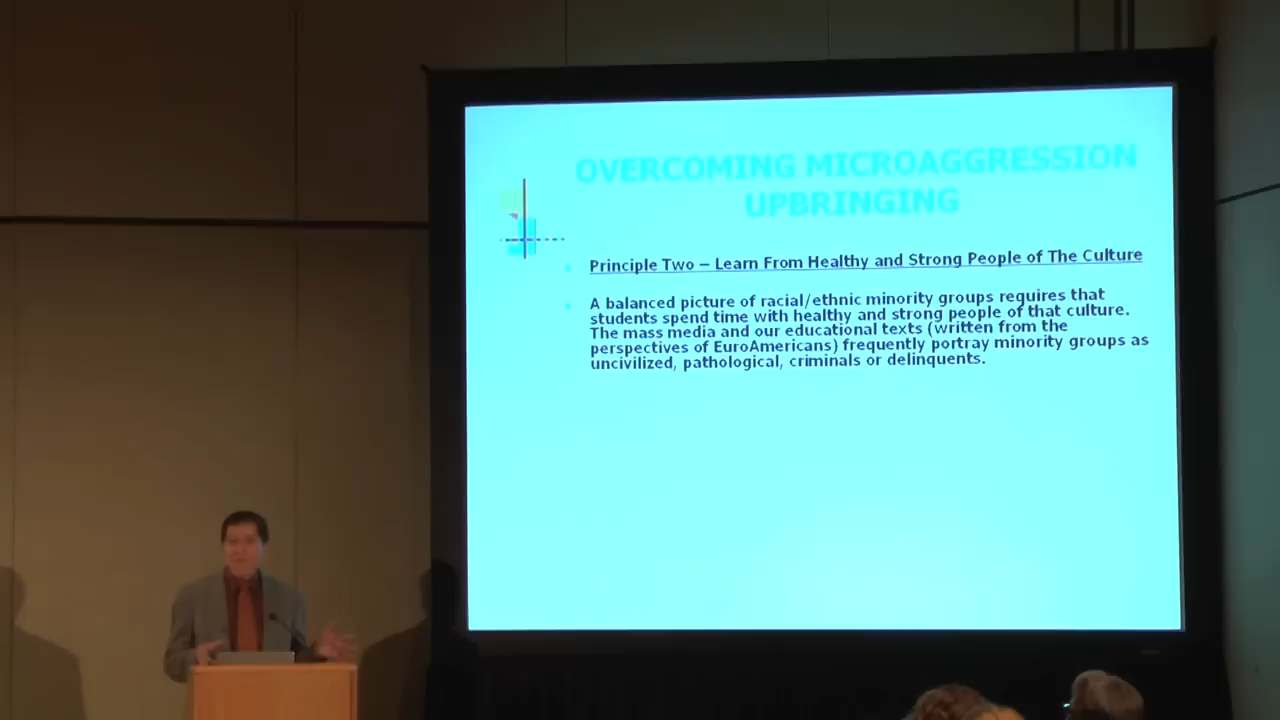 OVERCOMING MICROAGGRESSION
UPBRINGING
Principle Two – Learn From Healthy and Strong People of The Culture
A balanced picture of racial/ethnic minority groups requires that
students spend time with healthy and strong people of that culture.
The mass media and our educational texts (written from the
perspectives of EuroAmericans) frequently portray minority groups as
uncivilized, pathological, criminals or delinquents.